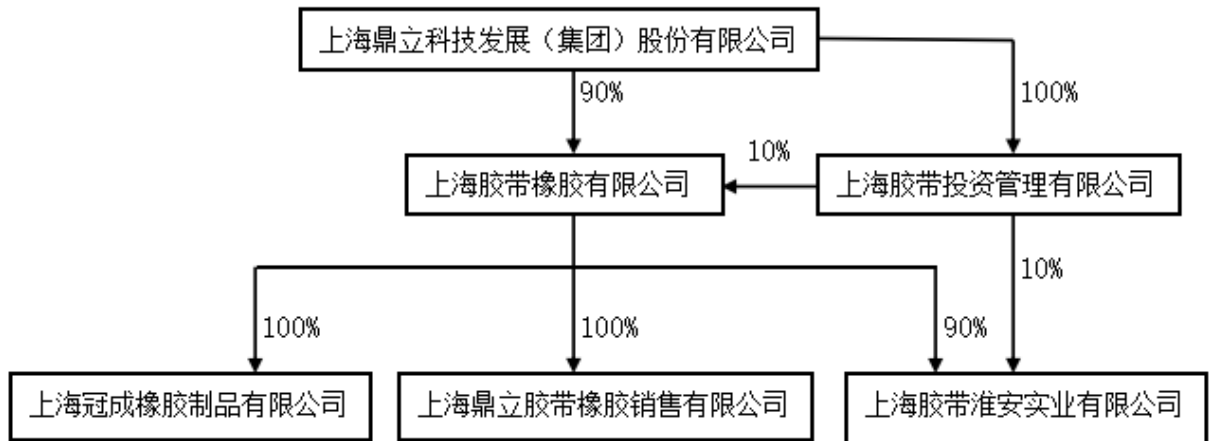 上海鼎立科技发展（集团）股份有限公司
90%
100%
上海胶带橡胶有限公司
10%
上海胶带投资管理有限公司
10%
100%
100%
90%
上海冠成橡胶制品有限公司
上海鼎立胶带橡胶销售有限公司
上海胶带淮安实业有限公司